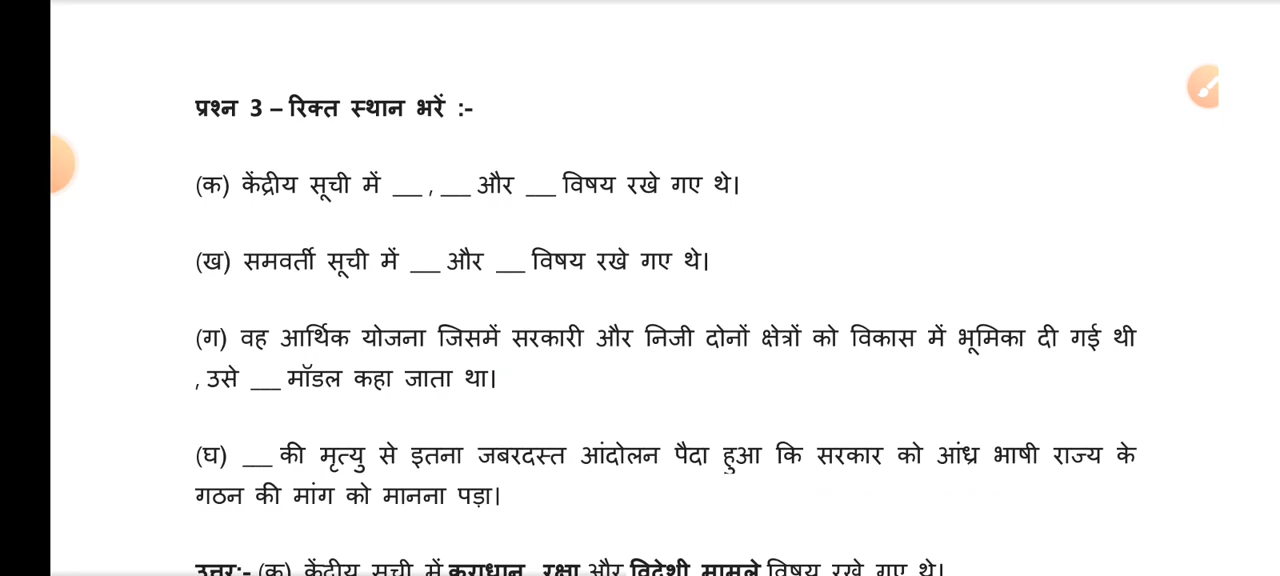 प्रश्न 3 – रिक्त स्थान भरें :-
(क) केंद्रीय सूची में ___ , ___ और ___ विषय रखे गए थे।
(ख) समवर्ती सूची में ___ और ___ विषय रखे गए थे।
(ग) वह आर्थिक योजना जिसमें सरकारी और निजी दोनों क्षेत्रों को विकास में भूमिका दी गई थी
, उसे ___ मॉडल कहा जाता था।
(घ) ___ की मृत्यु से इतना जबरदस्त आंदोलन पैदा हुआ कि सरकार को आंध्र भाषी राज्य के
गठन की मांग को मानना पड़ा।
उत्तर:- (क) केंद्रीय सूची में कराधान, रक्षा और विदेशी मामले विषय रखे गए थे।